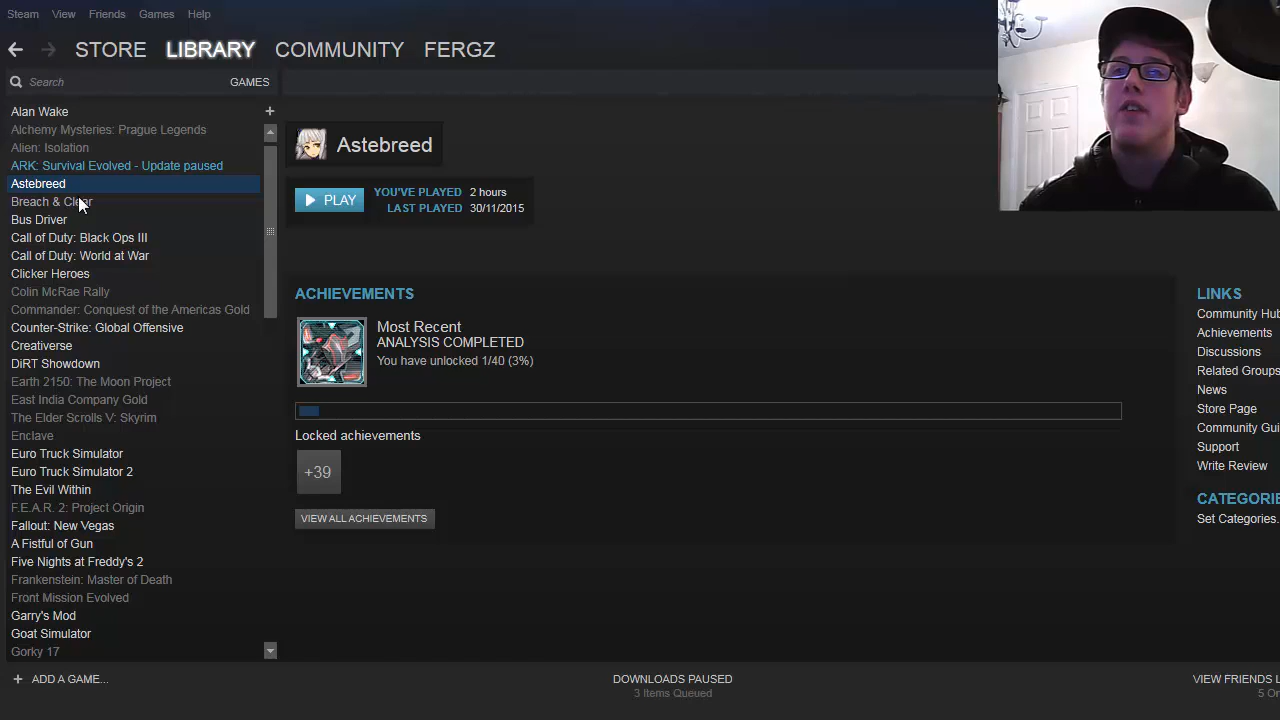 Steam View Friends Games Help
STORE LIBRARY COMMUNITY FERGZ
Search GAMES
Alan Wake
Alchemy Mysteries: Prague Legends
Alien: Isolation
ARK: Survival Evolved - Update paused
Astebreed
Breach & Clear
Bus Driver
Call of Duty: Black Ops III
Call of Duty: World at War
Clicker Heroes
Colin McRae Rally
Commander: Conquest of the Americas Gold
Counter-Strike: Global Offensive
Creativerse
DiRT Showdown
Earth 2150: The Moon Project
East India Company Gold
The Elder Scrolls V: Skyrim
Enclave
Euro Truck Simulator
Euro Truck Simulator 2
The Evil Within
F.E.A.R. 2: Project Origin
Fallout: New Vegas
A Fistful of Gun
Five Nights at Freddy's 2
Frankenstein: Master of Death
Front Mission Evolved
Garry's Mod
Goat Simulator
Gorky 17
+ ADD A GAME...
Astebreed
PLAY
YOU'VE PLAYED 2 hours
LAST PLAYED 30/11/2015
ACHIEVEMENTS
Most Recent
ANALYSIS COMPLETED
You have unlocked 1/40 (3%)
Locked achievements
+39
VIEW ALL ACHIEVEMENTS
LINKS
Community Hu
Achievements
Discussions
Related Groups
News
Store Page
Community Gui
Support
Write Review
CATEGORIE
Set Categories.
DOWNLOADS PAUSED
3 Items Queued
VIEW FRIENDS L
5 On